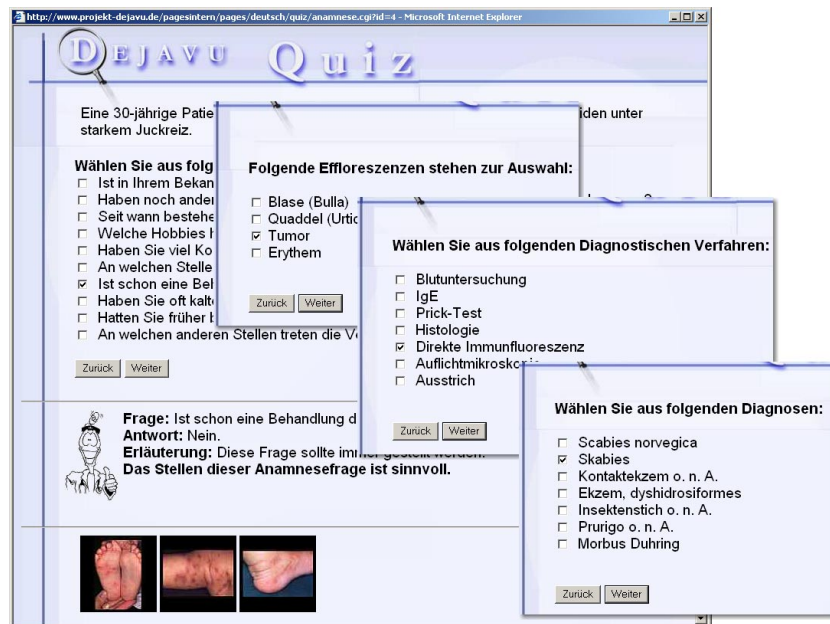 http://www.projekt-dejavu.de/pagesintern/pages/deutsch/quiz/anamnese.cgi?id=4 - Microsoft Internet Explorer
DEJAVU Quiz
Eine 30-jährige Patie
iden unter
starkem Juckreiz.
Wählen Sie aus folg
Ist in Ihrem Bekan
Haben noch ander
Seit wann bestehe
Welche Hobbies h
Haben Sie viel Ko
An welchen Stelle
Ist schon eine Beh
Haben Sie oft kalt
Hatten Sie früher
An welchen anderen Stellen treten die Ve
Zurück Weiter
Frage: Ist schon eine Behandlung d
Antwort: Nein.
Erläuterung: Diese Frage sollte immer gestellt werden.
Das Stellen dieser Anamnesefrage ist sinnvoll.
Folgende Effloreszenzen stehen zur Auswahl:
Blase (Bulla)
Quaddel (Urtic
Tumor
Erythem
Zurück Weiter
Wählen Sie aus folgenden Diagnostischen Verfahren:
Blutuntersuchung
IgE
Prick-Test
Histologie
Direkte Immunfluoreszenz
Auflichtmikroskopie
Ausstrich
Zurück Weiter
Wählen Sie aus folgenden Diagnosen:
Scabies norvegica
Skabies
Kontaktekzem o. n. A.
Ekzem, dyshidrosiformes
Insektenstich o. n. A.
Prurigo o. n. A.
Morbus Duhring
Zurück Weiter